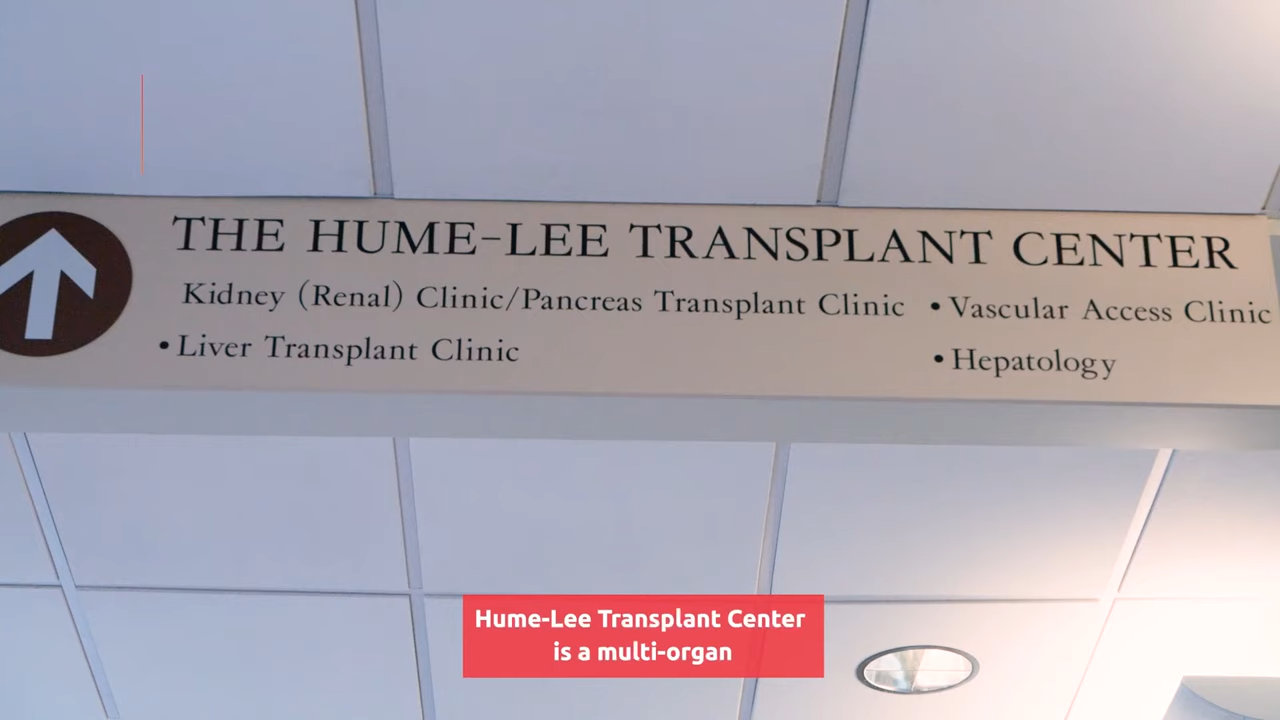 THE HUME-LEE TRANSPLANT CENTER
Kidney (Renal) Clinic/Pancreas Transplant Clinic • Vascular Access Clinic
• Liver Transplant Clinic • Hepatology
Hume-Lee Transplant Center
is a multi-organ